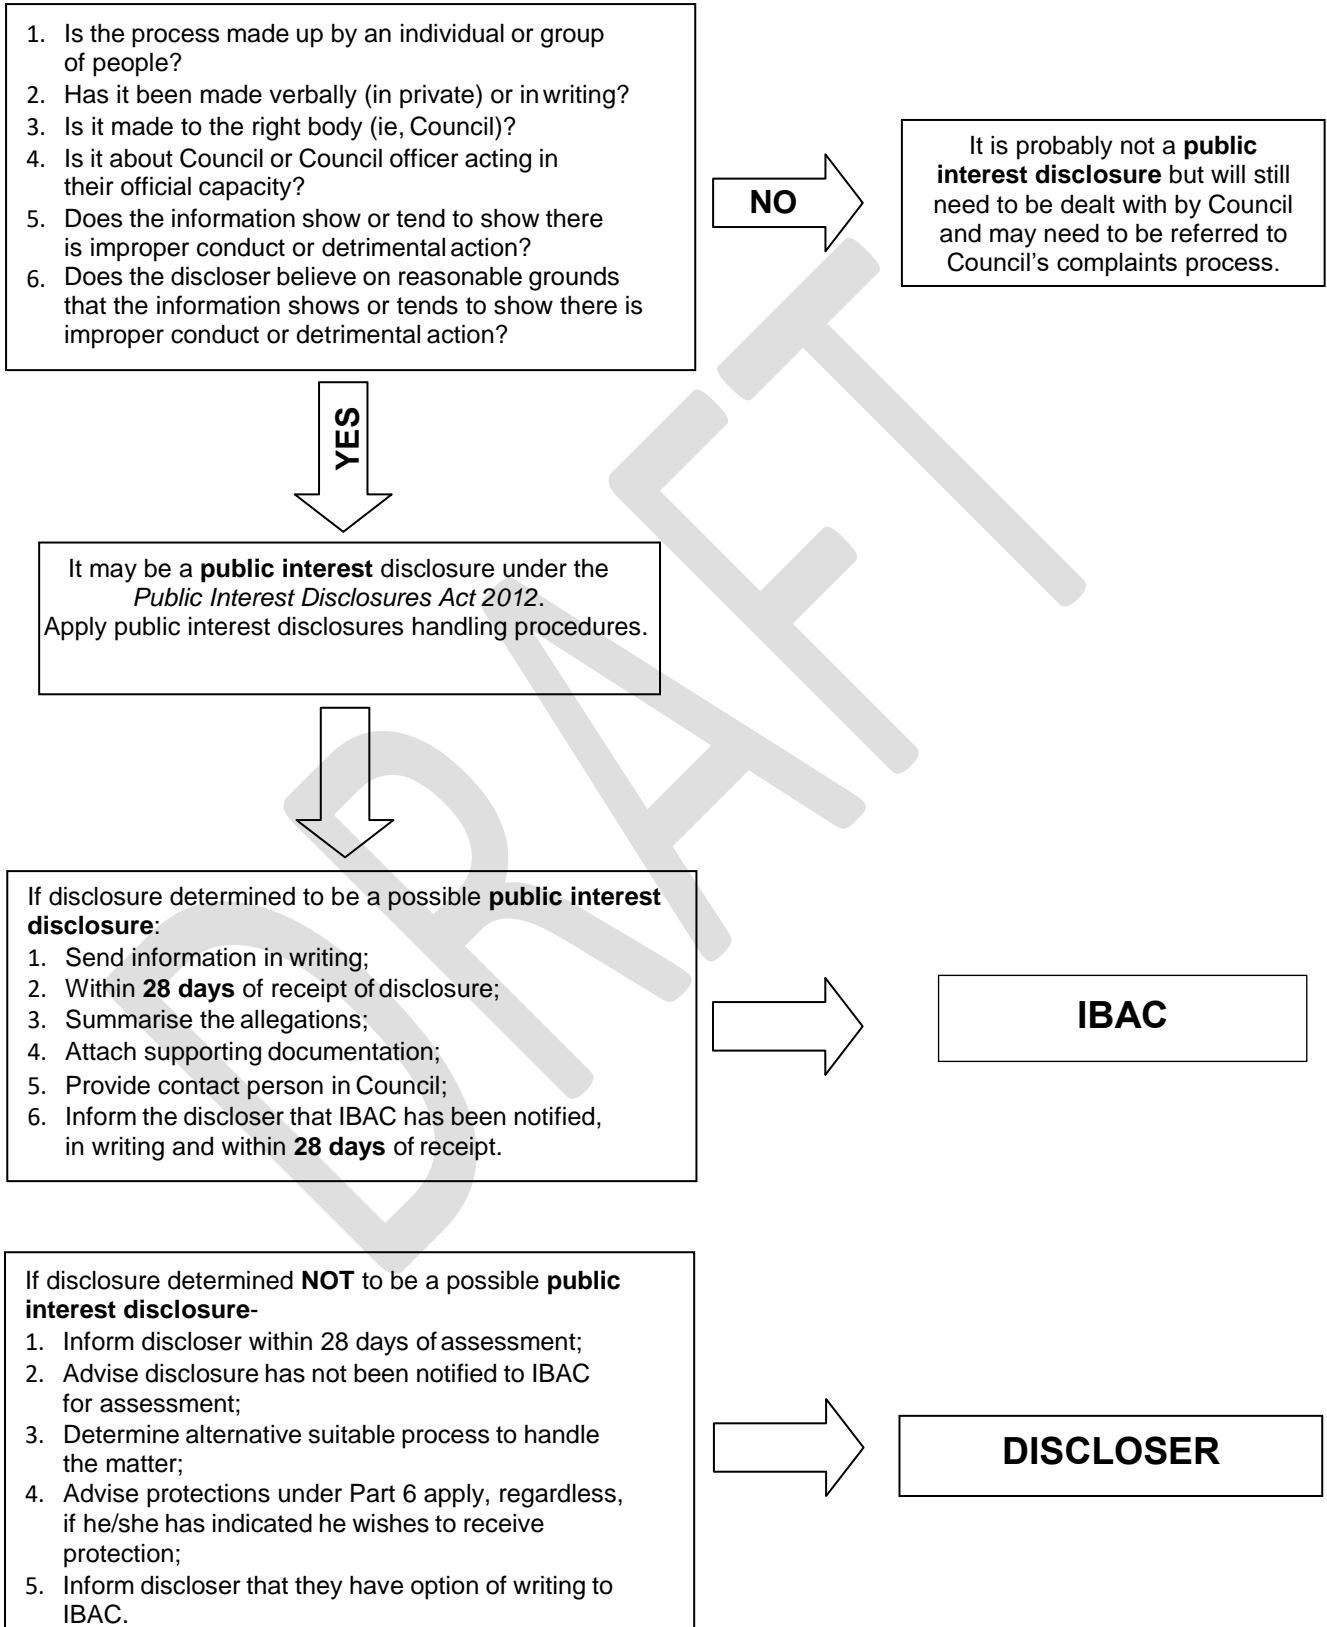 1. Is the process made up by an individual or group
of people?
2. Has it been made verbally (in private) or in writing?
3. Is it made to the right body (ie, Council)?
4. Is it about Council or Council officer acting in
their official capacity?
5. Does the information show or tend to show there
is improper conduct or detrimental action?
6. Does the discloser believe on reasonable grounds
that the information shows or tends to show there is
improper conduct or detrimental action?
NO
It is probably not a public
interest disclosure but will still
need to be dealt with by Council
and may need to be referred to
Council's complaints process.
YES
It may be a public interest disclosure under the
Public Interest Disclosures Act 2012.
Apply public interest disclosures handling procedures.
DRAFT
If disclosure determined to be a possible public interest
disclosure:
1. Send information in writing;
2. Within 28 days of receipt of disclosure;
3. Summarise the allegations;
4. Attach supporting documentation;
5. Provide contact person in Council;
6. Inform the discloser that IBAC has been notified,
in writing and within 28 days of receipt.
IBAC
If disclosure determined NOT to be a possible public
interest disclosure-
1. Inform discloser within 28 days of assessment;
2. Advise disclosure has not been notified to IBAC
for assessment;
3. Determine alternative suitable process to handle
the matter;
4. Advise protections under Part 6 apply, regardless,
if he/she has indicated he wishes to receive
protection;
5. Inform discloser that they have option of writing to
IBAC.
DISCLOSER